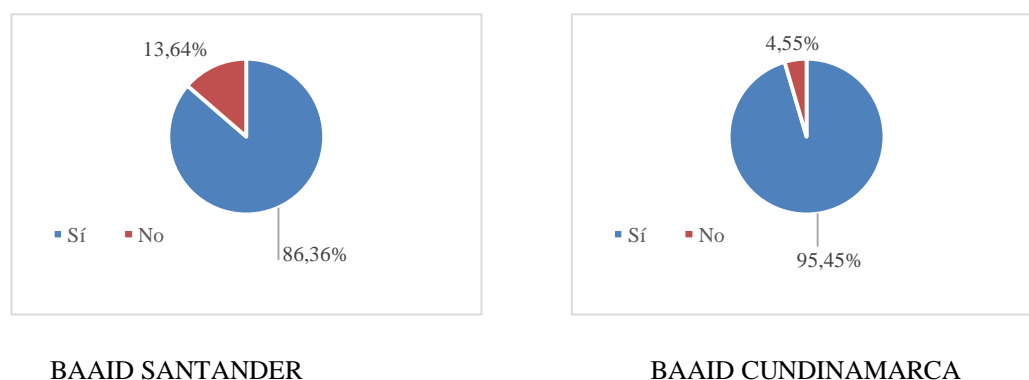 13,64%
Sí No
86,36%
BAAID SANTANDER
4,55%
Sí No
95,45%
BAAID CUNDINAMARCA